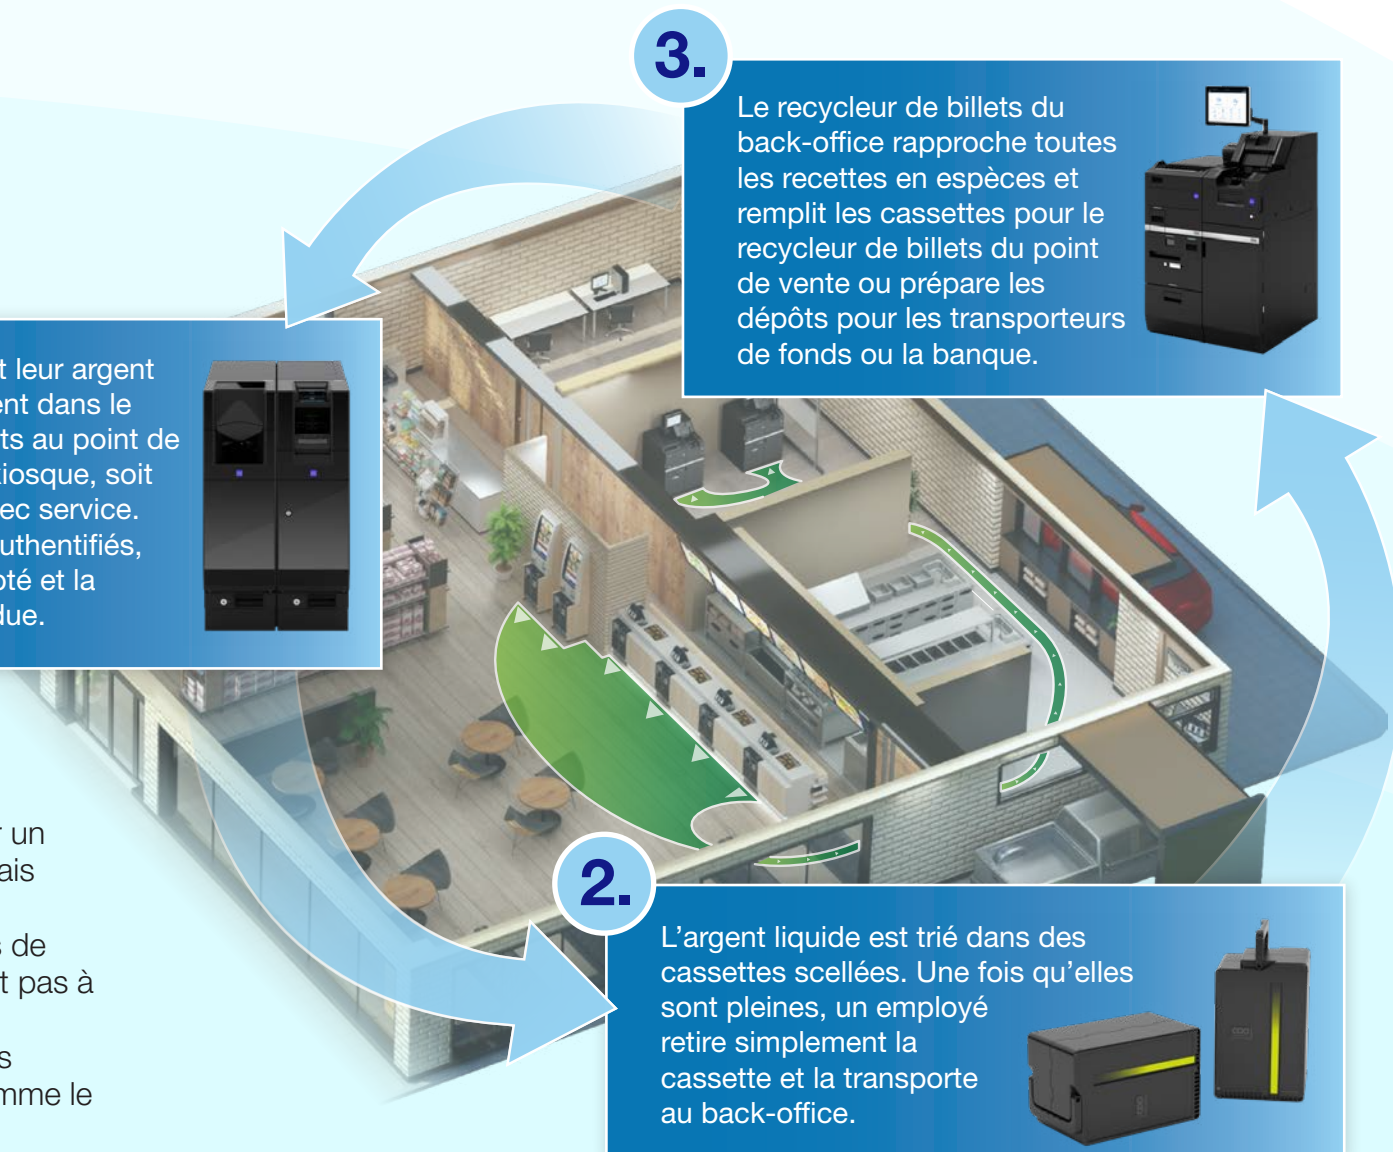 3.
Le recycleur de billets du
back-office rapproche toutes
les recettes en espèces et
remplit les cassettes pour le
recycleur de billets du point
de vente ou prépare les
dépôts pour les transporteurs
de fonds ou la banque.
t leur argent
ent dans le
ts au point de
kiosque, soit
ec service.
uthentifiés,
oté et la
due.
r un
ais
s de
t pas à
s
mme le
2.
L’argent liquide est trié dans des
cassettes scellées. Une fois qu’elles
sont pleines, un employé
retire simplement la
cassette et la transporte
au back-office.